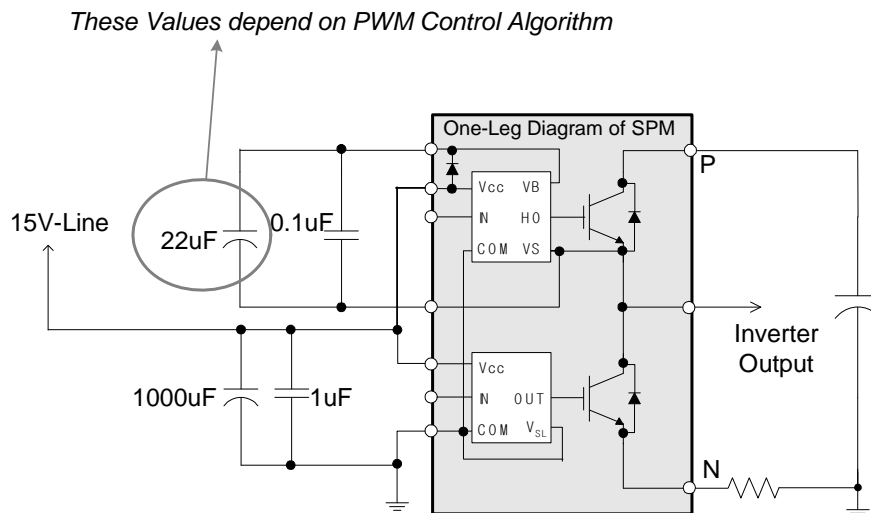 These Values depend on PWM Control Algorithm
One-Leg Diagram of SPM
P
Vcc VB
15V-Line
22uF
0.1uF
IN HO
COM VS
Inverter
Output
Vcc
1000uF
1uF
IN OUT
COM VSL
N